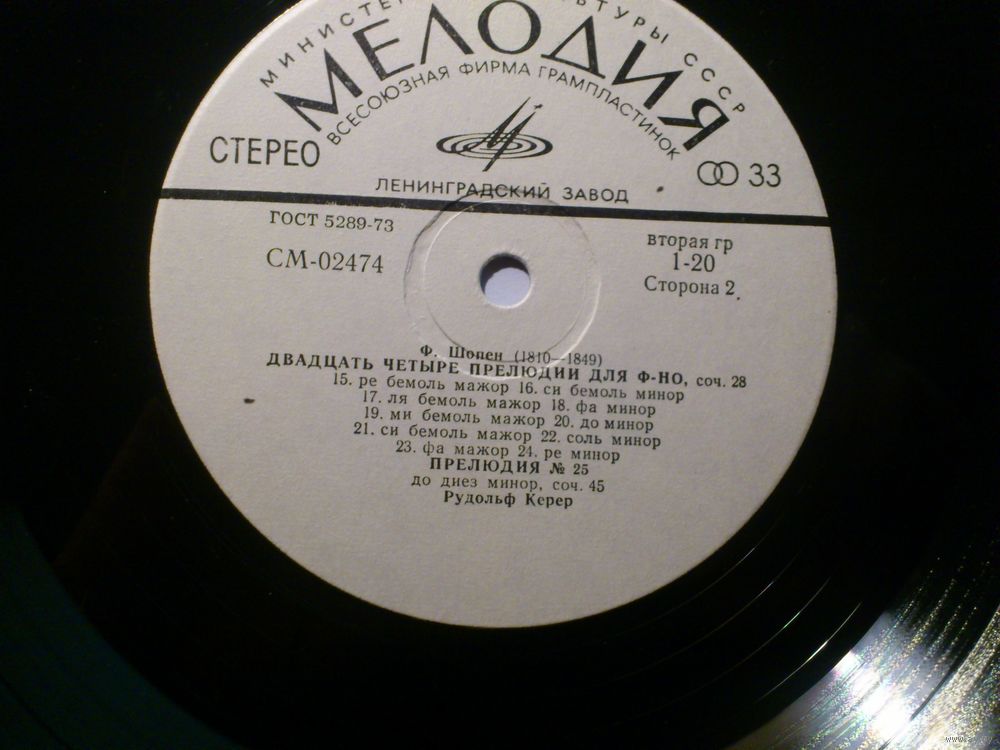 МЕЛОДИЯ
ВСЕСОЮЗНАЯ ФИРМА ГРАМПЛАСТИНОК
СТЕРЕО
33
ЛЕНИНГРАДСКИЙ ЗАВОД
ГОСТ 5289-73
СМ-02474
вторая гр
1-20
Сторона 2
Ф. Шопен (1810—1849)
ДВАДЦАТЬ ЧЕТЫРЕ ПРЕЛЮДИИ ДЛЯ Ф-НО, соч. 28
15. ре бемоль мажор 16. си бемоль минор
17. ля бемоль мажор 18. фа минор
19. ми бемоль мажор 20. до минор
21. си бемоль мажор 22. соль минор
23. фа мажор 24. ре минор
ПРЕЛЮДИЯ № 25
до диез минор, соч. 45
Рудольф Керер